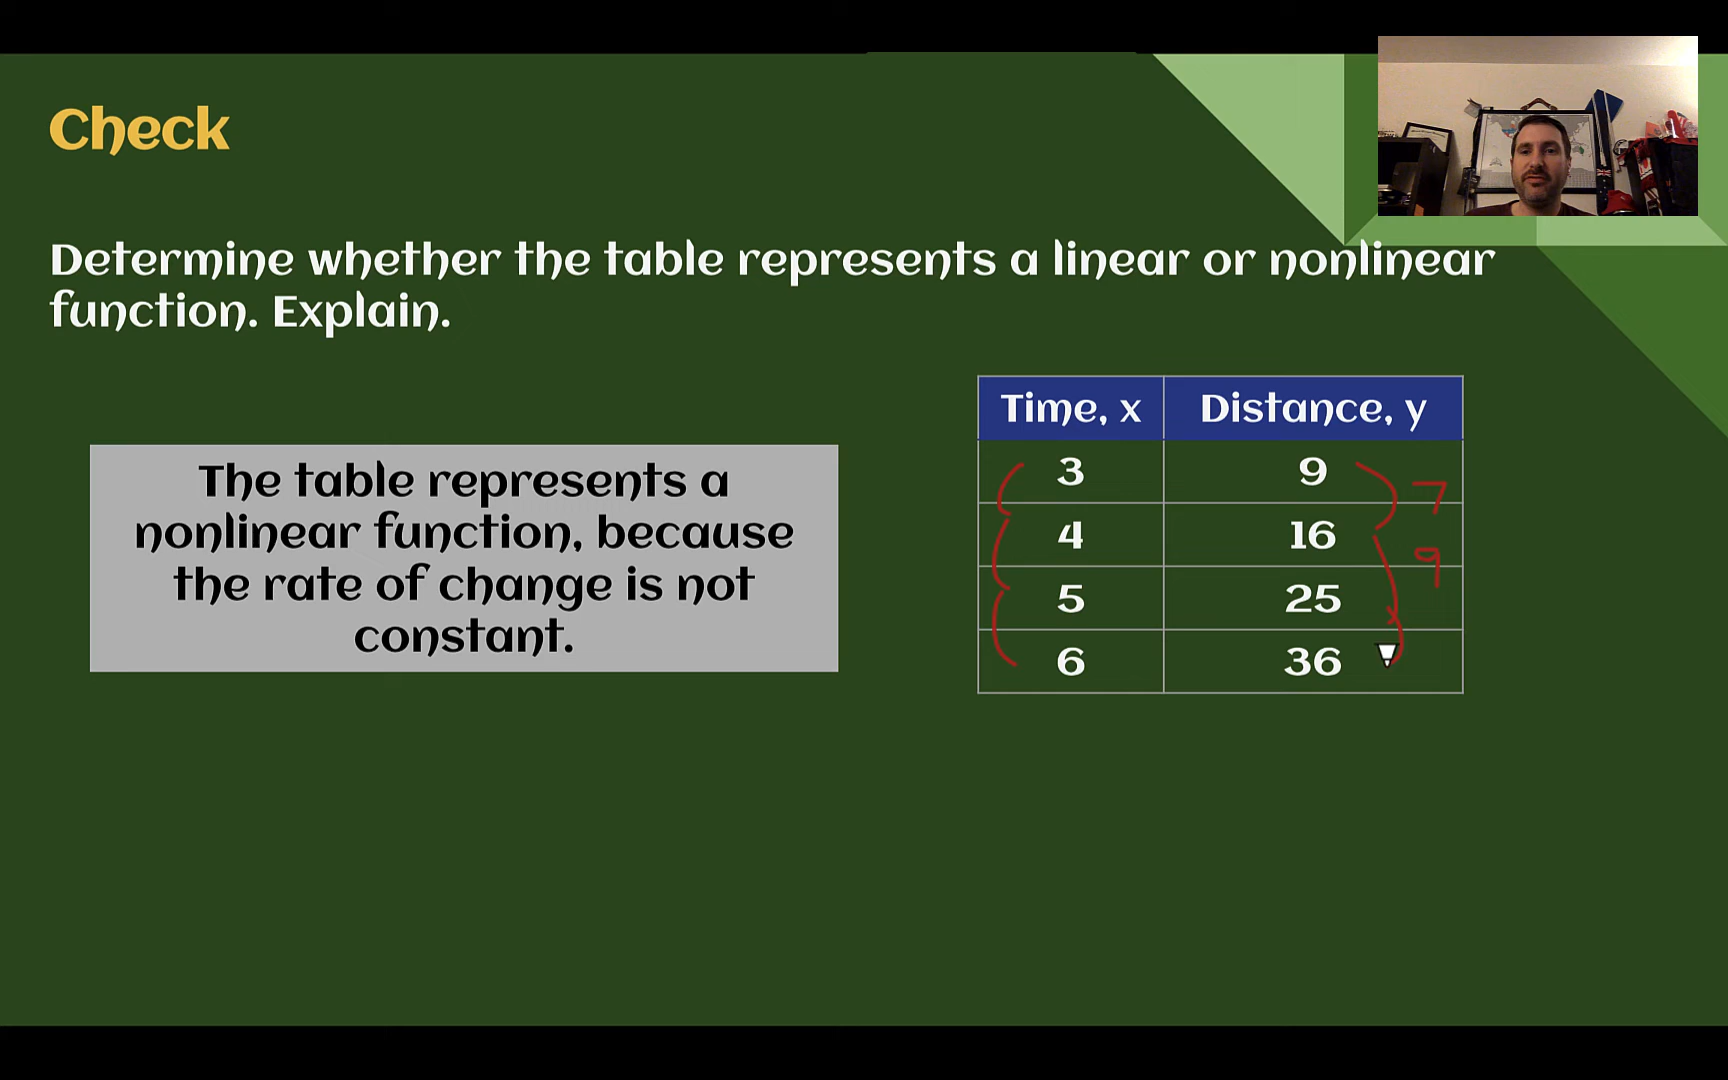 Check
Determine whether the table represents a linear or nonlinear
function. Explain.
The table represents a
nonlinear function, because
the rate of change is not
constant.
Time, x Distance, y
3 9
7
4 16
9
5 25
6 36